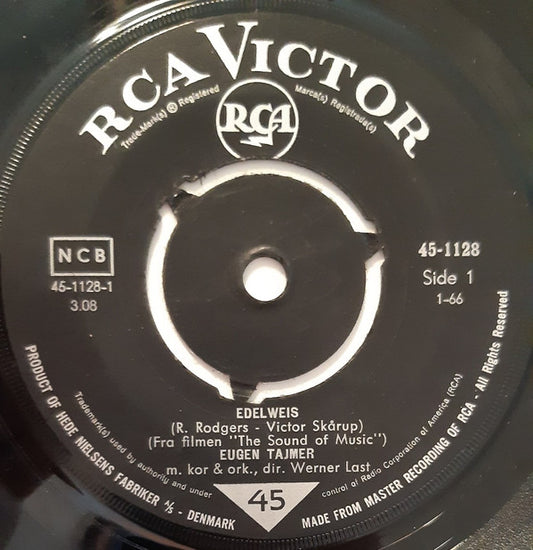 RCA VICTOR
Trade-Mark(s) ® Registered
Marca(s) Registrada(s)
RCA
NCB
45-1128-1
3.08
45-1128
Side 1
1-66
EDELWEIS
(R. Rodgers - Victor Skårup)
(Fra filmen "The Sound of Music")
EUGEN TAJMER
m. kor & ork., dir. Werner Last
45
Trademark(s) used by authority and under control of Radio Corporation of America (RCA)
PRODUCT OF HEDE NIELSENS FABRIKER A/S - DENMARK
MADE FROM MASTER RECORDING OF RCA - All Rights Reserved